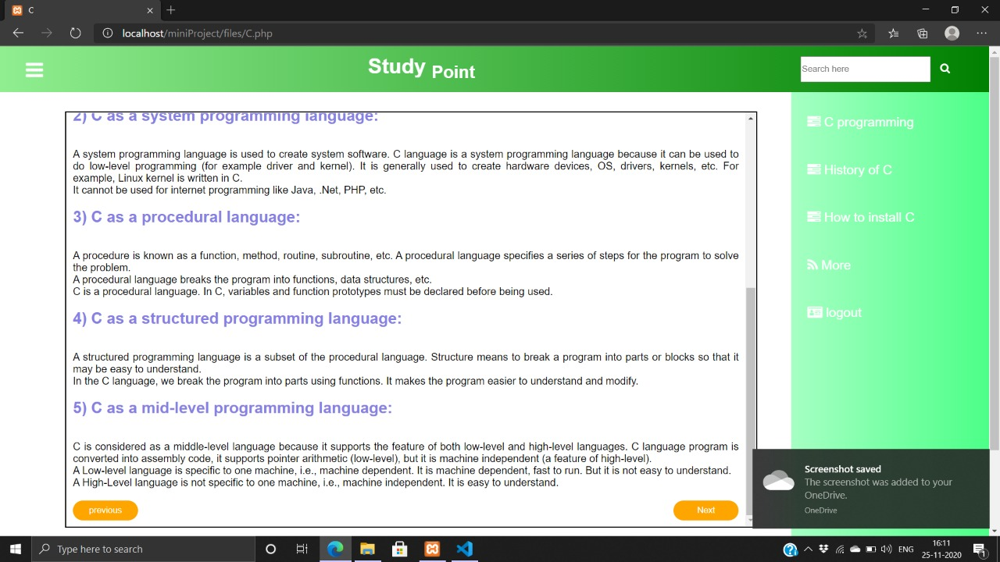 C
localhost/miniProject/files/C.php
Study Point
Search here
2) C as a system programming language:
A system programming language is used to create system software. C language is a system programming language because it can be used to
do low-level programming (for example driver and kernel). It is generally used to create hardware devices, OS, drivers, kernels, etc. For
example, Linux kernel is written in C.
It cannot be used for internet programming like Java, .Net, PHP, etc.
3) C as a procedural language:
A procedure is known as a function, method, routine, subroutine, etc. A procedural language specifies a series of steps for the program to solve
the problem.
A procedural language breaks the program into functions, data structures, etc.
C is a procedural language. In C, variables and function prototypes must be declared before being used.
4) C as a structured programming language:
A structured programming language is a subset of the procedural language. Structure means to break a program into parts or blocks so that it
may be easy to understand.
In the C language, we break the program into parts using functions. It makes the program easier to understand and modify.
5) C as a mid-level programming language:
C is considered as a middle-level language because it supports the feature of both low-level and high-level languages. C language program is
converted into assembly code, it supports pointer arithmetic (low-level), but it is machine independent (a feature of high-level).
A Low-level language is specific to one machine, i.e., machine dependent. It is machine dependent, fast to run. But it is not easy to understand.
A High-Level language is not specific to one machine, i.e., machine independent. It is easy to understand.
previous
Next
C programming
History of C
How to install C
More
logout
Screenshot saved
The screenshot was added to your
OneDrive.
OneDrive
Type here to search
ENG
16:11
25-11-2020
1